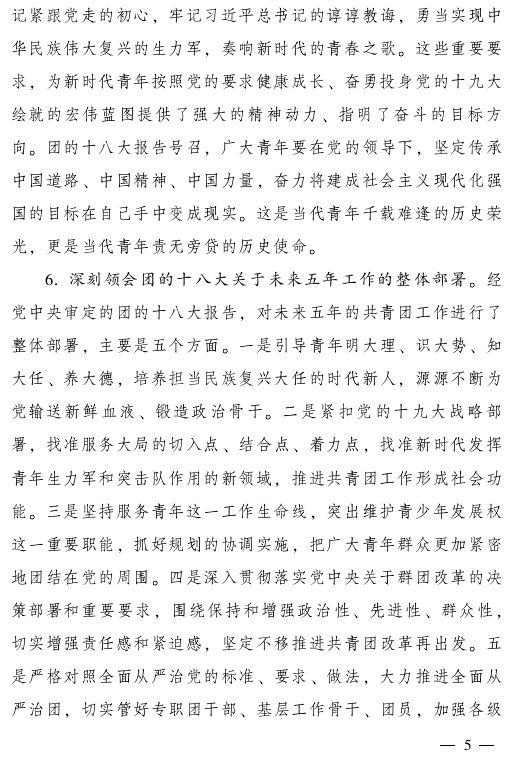 记紧跟党走的初心，牢记习近平总书记的谆谆教诲，勇当实现中
华民族伟大复兴的生力军，奏响新时代的青春之歌。这些重要要
求，为新时代青年按照党的要求健康成长、奋勇投身党的十九大
绘就的宏伟蓝图提供了强大的精神动力、指明了奋斗的目标方
向。团的十八大报告号召，广大青年要在党的领导下，坚定传承
中国道路、中国精神、中国力量，奋力将建成社会主义现代化强
国的目标在自己手中变成现实。这是当代青年千载难逢的历史荣
光，更是当代青年责无旁贷的历史使命。
6. 深刻领会团的十八大关于未来五年工作的整体部署。经
党中央审定的团的十八大报告，对未来五年的共青团工作进行了
整体部署，主要是五个方面。一是引导青年明大理、识大势、知
大任、养大德，培养担当民族复兴大任的时代新人，源源不断为
党输送新鲜血液、锻造政治骨干。二是紧扣党的十九大战略部
署，找准服务大局的切入点、结合点、着力点，找准新时代发挥
青年生力军和突击队作用的新领域，推进共青团工作形成社会功
能。三是坚持服务青年这一工作生命线，突出维护青少年发展权
这一重要职能，抓好规划的协调实施，把广大青年群众更加紧密
地团结在党的周围。四是深入贯彻落实党中央关于群团改革的决
策部署和重要要求，围绕保持和增强政治性、先进性、群众性，
切实增强责任感和紧迫感，坚定不移推进共青团改革再出发。五
是严格对照全面从严治党的标准、要求、做法，大力推进全面从
严治团，切实管好专职团干部、基层工作骨干、团员，加强各级
— 5 —